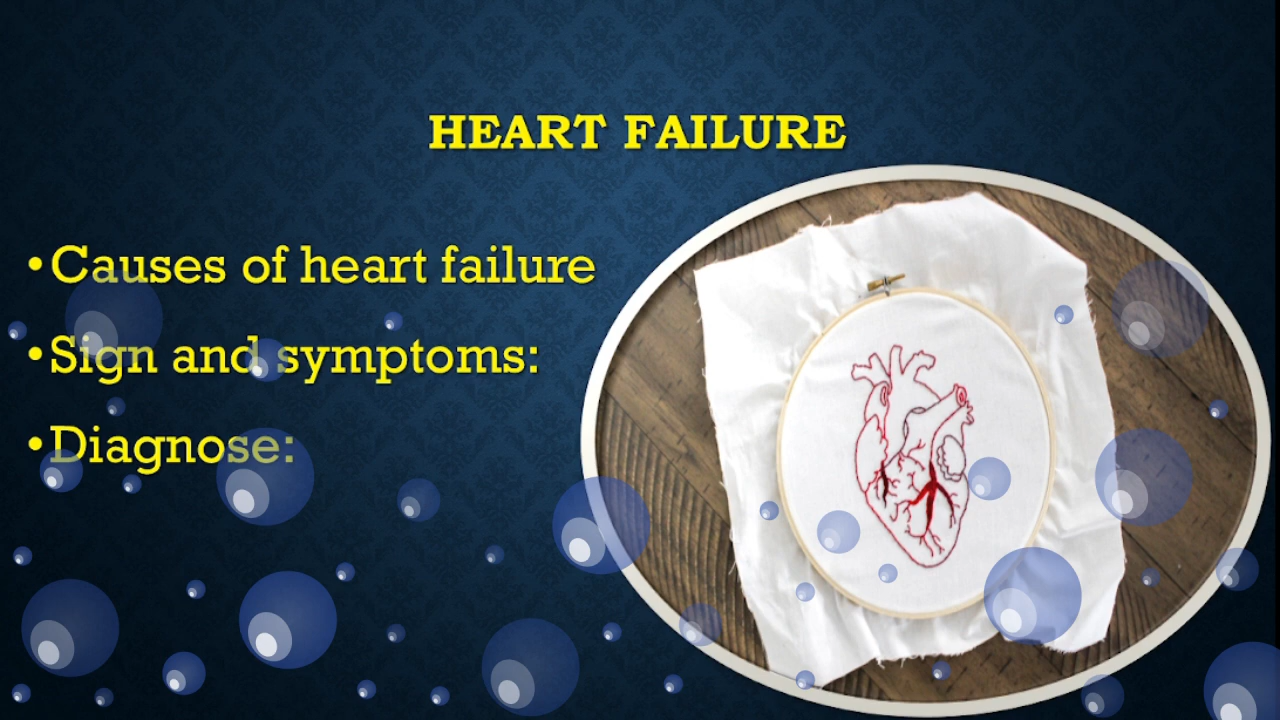 HEART FAILURE
•Causes of heart failure
•Sign and symptoms:
•Diagnose: